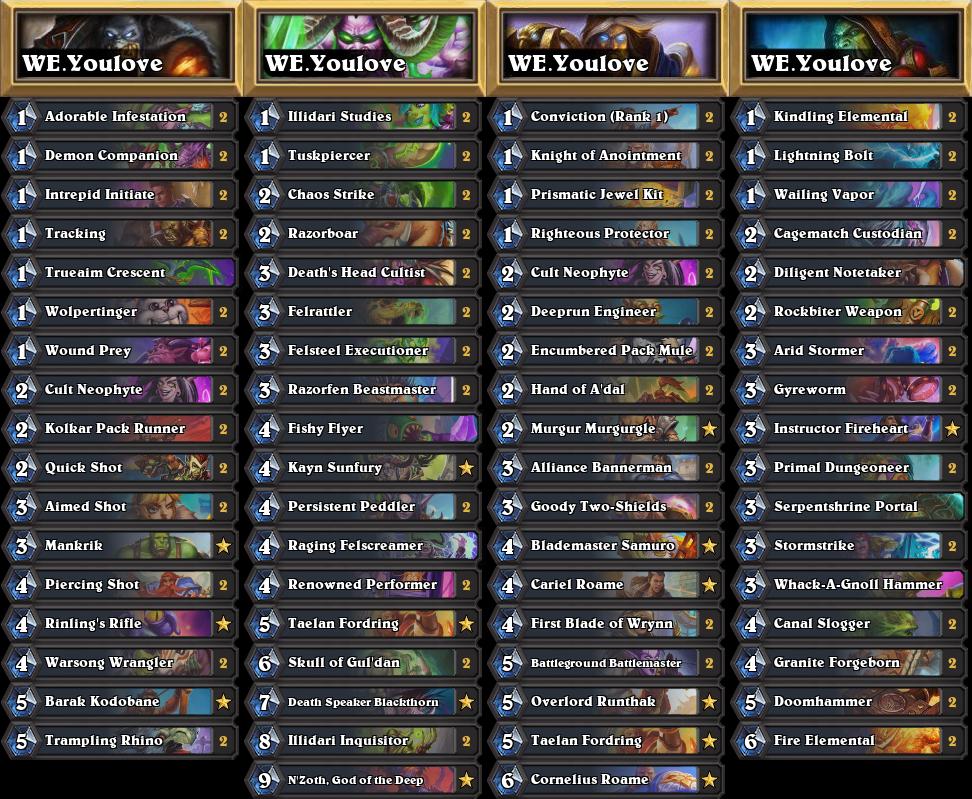 WE.Youlove
1 Adorable Infestation 2
1 Demon Companion 2
1 Intrepid Initiate 2
1 Tracking 2
1 Trueaim Crescent
1 Wolpertinger 2
1 Wound Prey 2
2 Cult Neophyte 2
2 Kolkar Pack Runner 2
2 Quick Shot 2
3 Aimed Shot 2
3 Mankrik
4 Piercing Shot 2
4 Rinling's Rifle
4 Warsong Wrangler 2
5 Barak Kodobane
5 Trampling Rhino 2
WE.Youlove
1 Illidari Studies 2
1 Tuskpiercer 2
2 Chaos Strike 2
2 Razorboar 2
3 Death's Head Cultist 2
3 Felrattler 2
3 Felsteel Executioner 2
3 Razorfen Beastmaster 2
4 Fishy Flyer
4 Kayn Sunfury
4 Persistent Peddler 2
4 Raging Felscreamer
4 Renowned Performer 2
5 Taelan Fordring
6 Skull of Gul'dan 2
7 Death Speaker Blackthorn
8 Illidari Inquisitor 2
9 N'Zoth, God of the Deep
WE.Youlove
1 Conviction (Rank 1) 2
1 Knight of Anointment 2
1 Prismatic Jewel Kit 2
1 Righteous Protector 2
2 Cult Neophyte 2
2 Deeprun Engineer 2
2 Encumbered Pack Mule 2
2 Hand of A'dal 2
2 Murgur Murgurgle
3 Alliance Bannerman 2
3 Goody Two-Shields 2
4 Blademaster Samuro
4 Cariel Roame
4 First Blade of Wrynn 2
5 Battleground Battlemaster 2
5 Overlord Runthak
5 Taelan Fordring
6 Cornelius Roame
WE.Youlove
1 Kindling Elemental 2
1 Lightning Bolt 2
1 Wailing Vapor 2
2 Cagematch Custodian 2
2 Diligent Notetaker
2 Rockbiter Weapon 2
3 Arid Stormer 2
3 Gyreworm 2
3 Instructor Fireheart
3 Primal Dungeoneer 2
3 Serpentshrine Portal
3 Stormstrike 2
3 Whack-A-Gnoll Hammer
4 Canal Slogger 2
4 Granite Forgeborn 2
5 Doomhammer 2
6 Fire Elemental 2